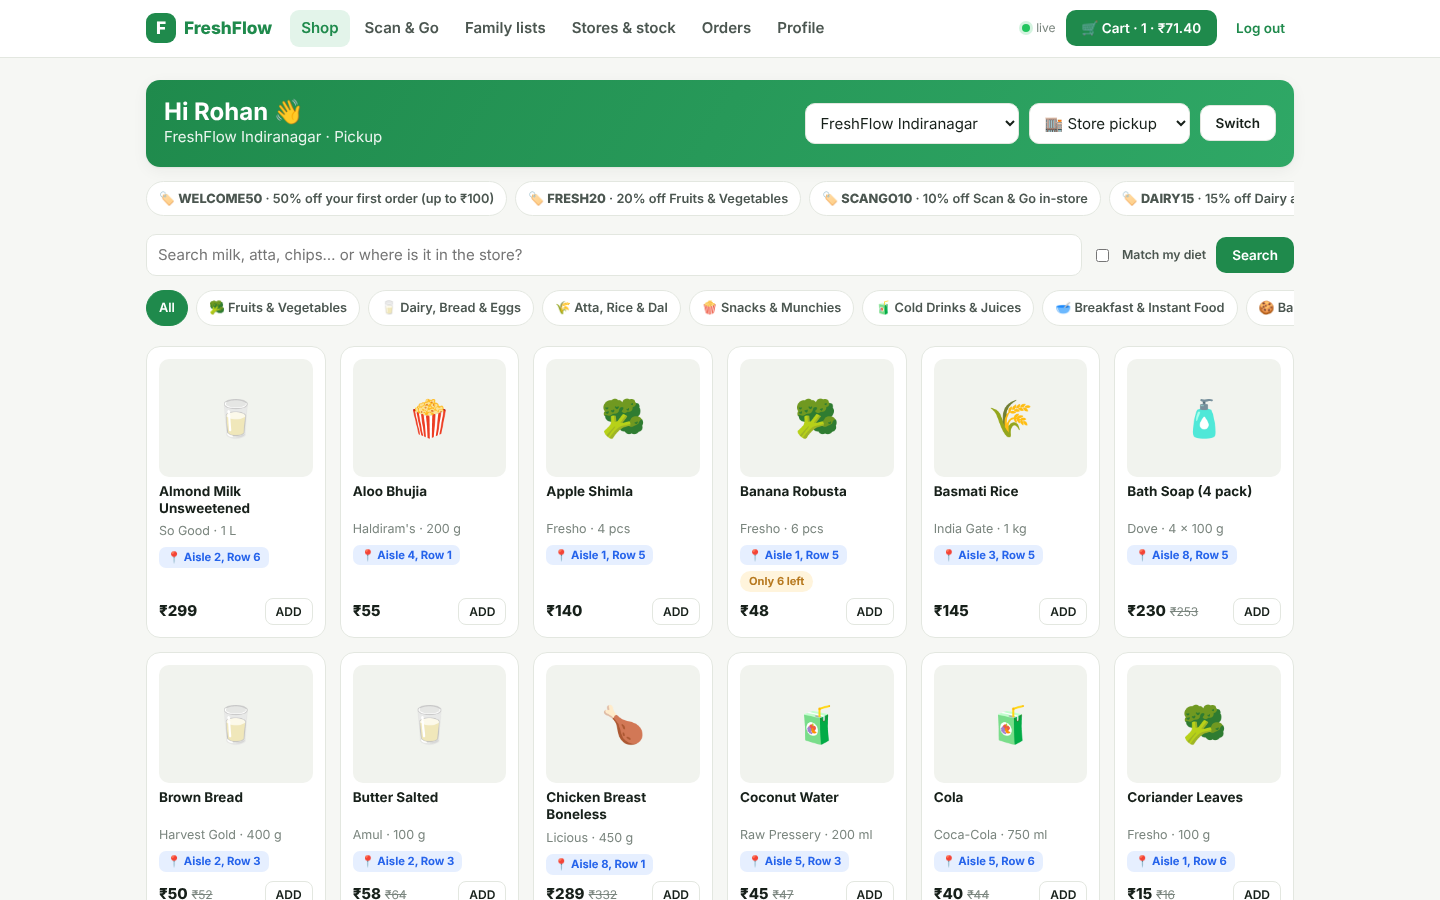 F FreshFlow Shop Scan & Go Family lists Stores & stock Orders Profile live 🛒 Cart · 1 · ₹71.40 Log out
Hi Rohan 👋
FreshFlow Indiranagar · Pickup
FreshFlow Indiranagar 🏬 Store pickup Switch
🏷️ WELCOME50 · 50% off your first order (up to ₹100) 🏷️ FRESH20 · 20% off Fruits & Vegetables 🏷️ SCANGO10 · 10% off Scan & Go in-store 🏷️ DAIRY15 · 15% off Dairy
Search milk, atta, chips... or where is it in the store? Match my diet Search
All 🥦 Fruits & Vegetables 🥛 Dairy, Bread & Eggs 🌾 Atta, Rice & Dal 🍿 Snacks & Munchies 🧃 Cold Drinks & Juices 🥣 Breakfast & Instant Food 🍪 Ba
Almond Milk
Unsweetened
So Good · 1 L
📍 Aisle 2, Row 6
₹299 ADD
Aloo Bhujia
Haldiram's · 200 g
📍 Aisle 4, Row 1
₹55 ADD
Apple Shimla
Fresho · 4 pcs
📍 Aisle 1, Row 5
₹140 ADD
Banana Robusta
Fresho · 6 pcs
📍 Aisle 1, Row 5
Only 6 left
₹48 ADD
Basmati Rice
India Gate · 1 kg
📍 Aisle 3, Row 5
₹145 ADD
Bath Soap (4 pack)
Dove · 4 × 100 g
📍 Aisle 8, Row 5
₹230 ₹253 ADD
Brown Bread
Harvest Gold · 400 g
📍 Aisle 2, Row 3
₹50 ₹52 ADD
Butter Salted
Amul · 100 g
📍 Aisle 2, Row 3
₹58 ₹64 ADD
Chicken Breast
Boneless
Licious · 450 g
📍 Aisle 8, Row 1
₹289 ₹332 ADD
Coconut Water
Raw Pressery · 200 ml
📍 Aisle 5, Row 3
₹45 ₹47 ADD
Cola
Coca-Cola · 750 ml
📍 Aisle 5, Row 6
₹40 ₹44 ADD
Coriander Leaves
Fresho · 100 g
📍 Aisle 1, Row 6
₹15 ₹16 ADD